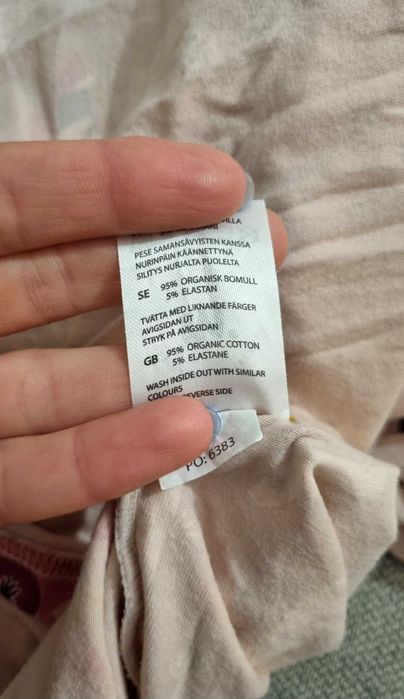 PESE SAMANSÄVYISTEN KANSSA
NURINPÄIN KÄÄNNETTYNÄ
SILITYS NURJALTA PUOLELTA
SE 95% ORGANISK BOMULL
5% ELASTAN
TVÄTTA MED LIKNANDE FÄRGER
AVIGSIDAN UT
STRYK PÅ AVIGSIDAN
GB 95% ORGANIC COTTON
5% ELASTANE
WASH INSIDE OUT WITH SIMILAR
COLOURS
REVERSE SIDE
PO: 6383